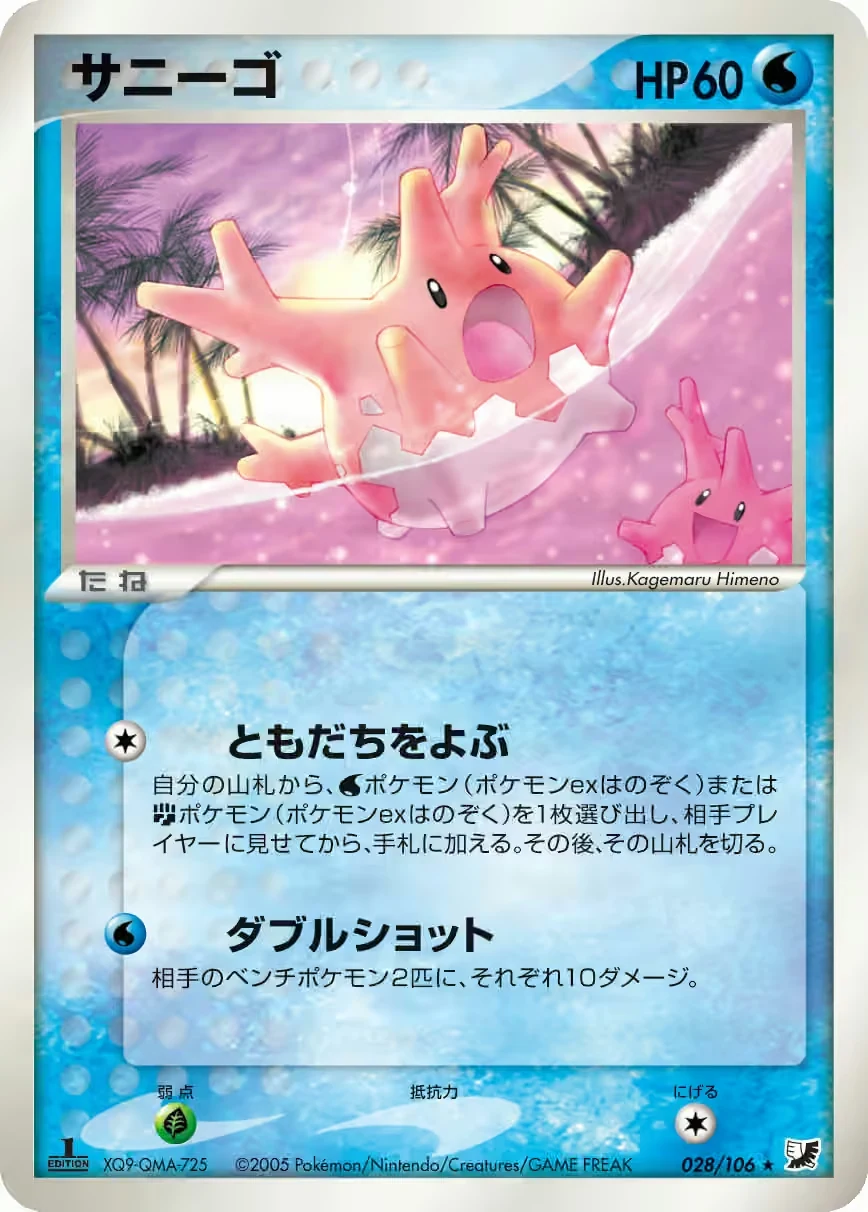 サニーゴ
HP60
たね
Illus.Kagemaru Himeno
ともだちをよぶ
自分の山札から、ポケモン(ポケモンexはのぞく)または
ポケモン(ポケモンexはのぞく)を1枚選び出し、相手プレ
イヤーに見せてから、手札に加える。その後、その山札を切る。
ダブルショット
相手のベンチポケモン2匹に、それぞれ10ダメージ。
弱点 抵抗力 にげる
1 EDITION XQ9-QMA-725 ©2005 Pokémon/Nintendo/Creatures/GAME FREAK 028/106 ★